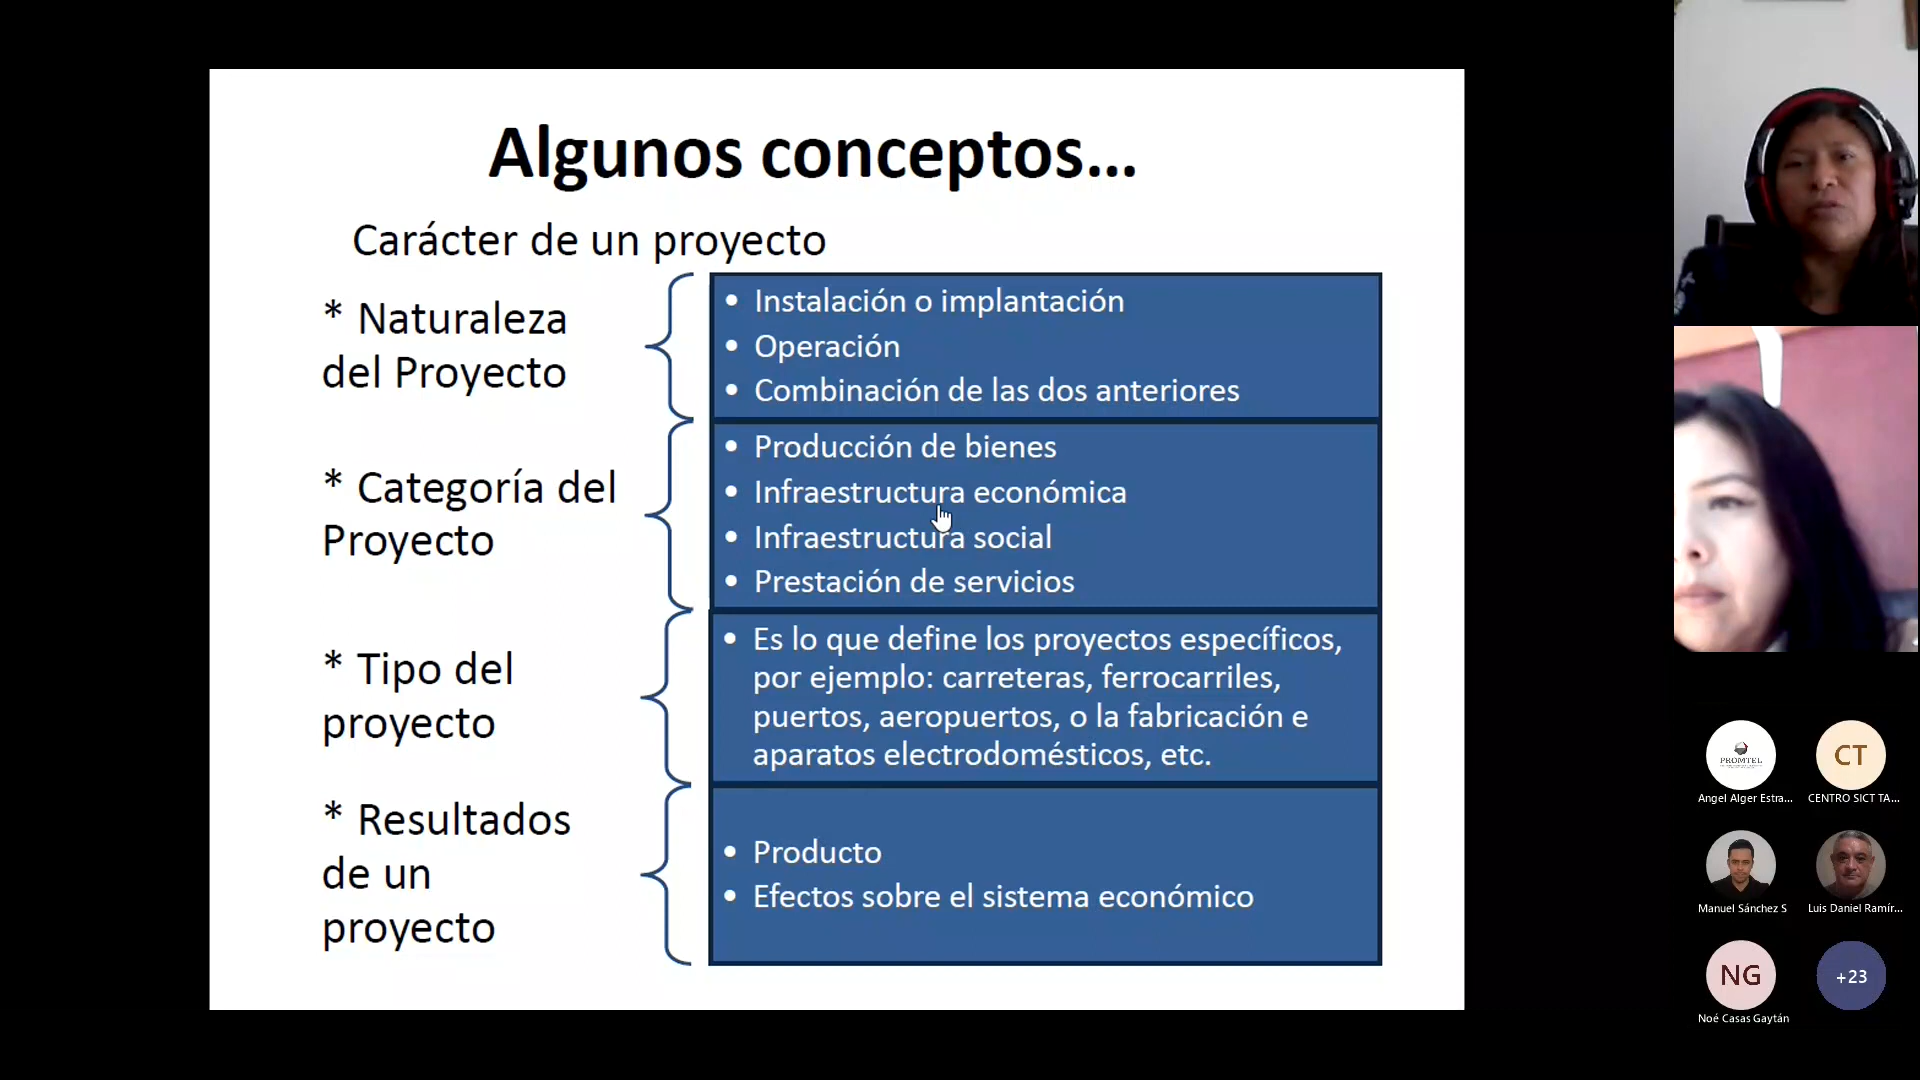 Algunos conceptos...
Carácter de un proyecto
* Naturaleza
del Proyecto
• Instalación o implantación
• Operación
• Combinación de las dos anteriores
* Categoría del
Proyecto
• Producción de bienes
• Infraestructura económica
• Infraestructura social
• Prestación de servicios
* Tipo del
proyecto
• Es lo que define los proyectos específicos,
por ejemplo: carreteras, ferrocarriles,
puertos, aeropuertos, o la fabricación e
aparatos electrodomésticos, etc.
* Resultados
de un
proyecto
• Producto
• Efectos sobre el sistema económico
PROMTEL
Angel Alger Estra...
CT
CENTRO SICT TA...
Manuel Sánchez S
Luis Daniel Ramír...
NG
Noé Casas Gaytán
+23